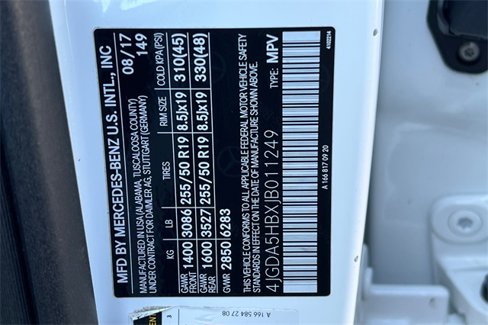 MFD BY MERCEDES-BENZ U.S. INTL., INC
MANUFACTURED IN USA (ALABAMA, TUSCALOOSA COUNTY) 08/17
UNDER PRODUCTION FOR DAIMLER AG, STUTTGART (GERMANY) 149
KG LB RIM SIZE COLD KPA(PSI)
GAWR FRONT 1400 3086 255/50 R19 8.5Jx19 310(45)
GAWR REAR 1600 3527 255/50 R19 8.5Jx19 330(48)
GVWR 2850 6283
THIS VEHICLE CONFORMS TO ALL APPLICABLE FEDERAL MOTOR VEHICLE SAFETY
STANDARDS IN EFFECT ON THE DATE OF MANUFACTURE SHOWN ABOVE.
4JGDA5HBXJB011249 TYPE: MPV
A 166 817 09 20
A 166 584 27 08